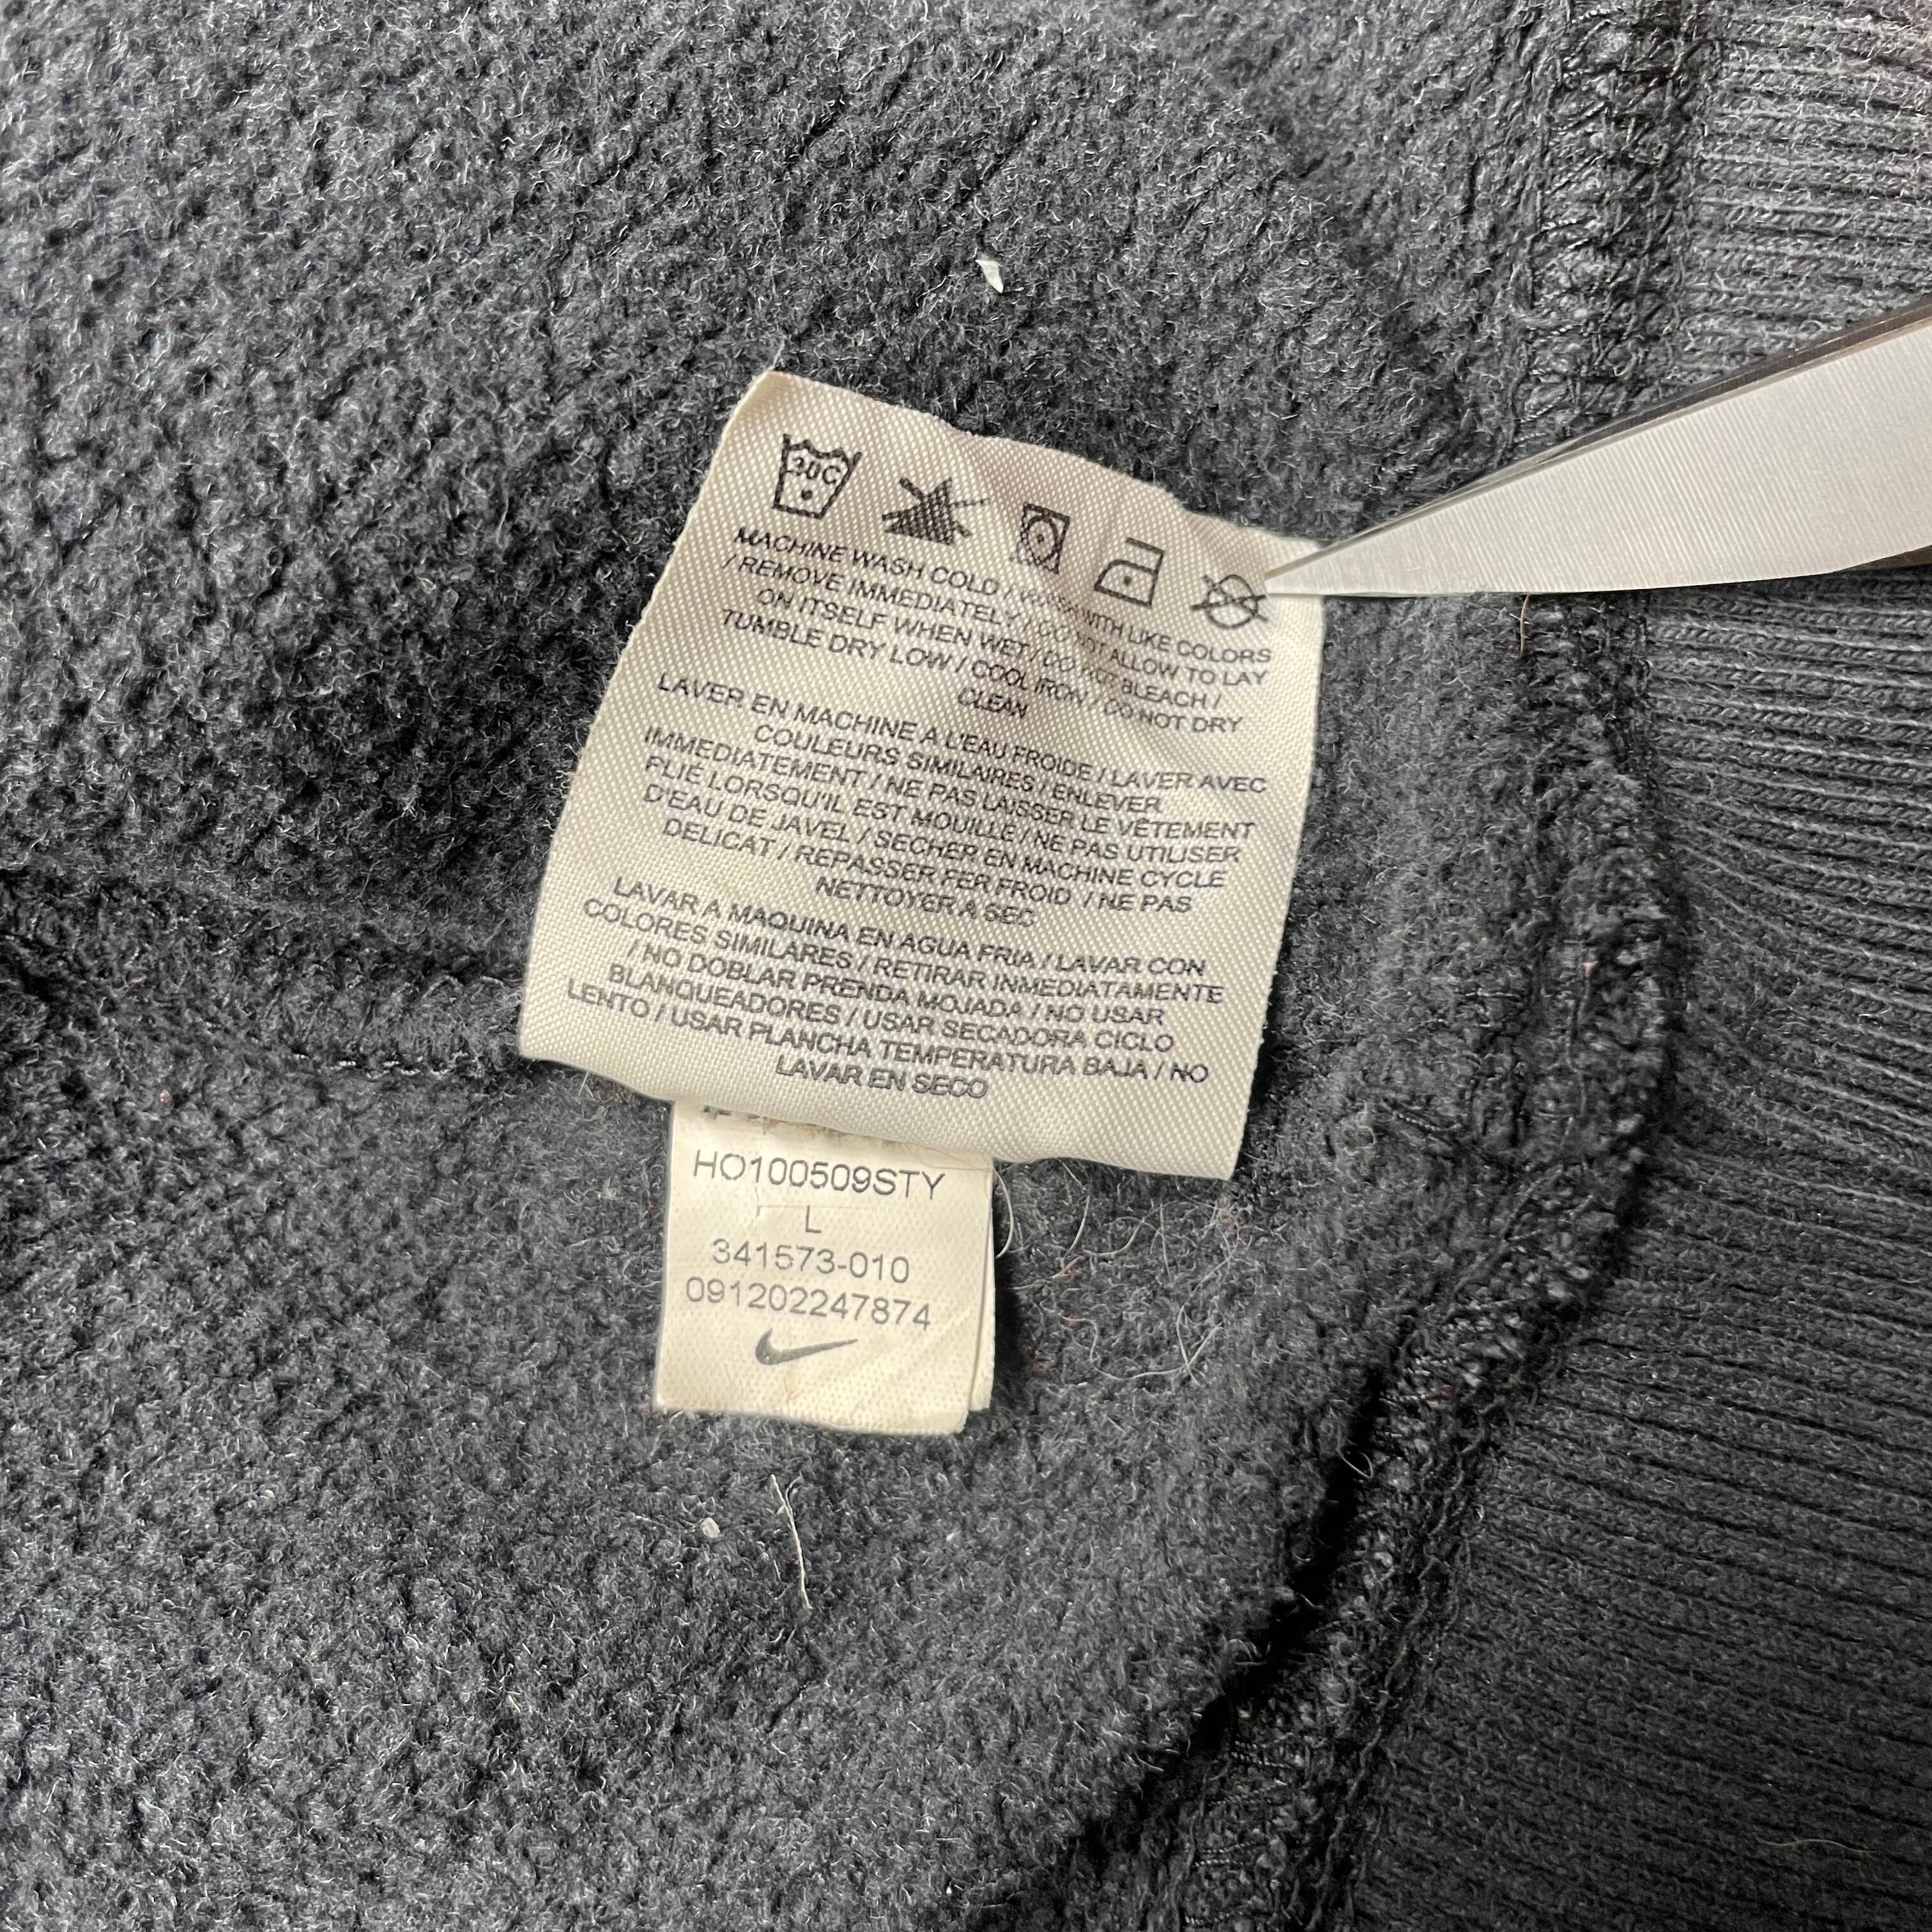 30C
MACHINE WASH COLD / WASH WITH LIKE COLORS
/ REMOVE IMMEDIATELY / DO NOT ALLOW TO LAY
ON ITSELF WHEN WET / DO NOT BLEACH /
TUMBLE DRY LOW / COOL IRON / DO NOT DRY
CLEAN
LAVER EN MACHINE A L'EAU FROIDE / LAVER AVEC
COULEURS SIMILAIRES / ENLEVER
IMMEDIATEMENT / NE PAS LAISSER LE VÊTEMENT
PLIÉ LORSQU'IL EST MOUILLE / NE PAS UTILISER
D'EAU DE JAVEL / SECHER EN MACHINE CYCLE
DELICAT / REPASSER FER FROID / NE PAS
NETTOYER A SEC
LAVAR A MAQUINA EN AGUA FRIA / LAVAR CON
COLORES SIMILARES / RETIRAR INMEDIATAMENTE
/ NO DOBLAR PRENDA MOJADA / NO USAR
BLANQUEADORES / USAR SECADORA CICLO
LENTO / USAR PLANCHA TEMPERATURA BAJA / NO
LAVAR EN SECO
HO100509STY
L
341573-010
091202247874